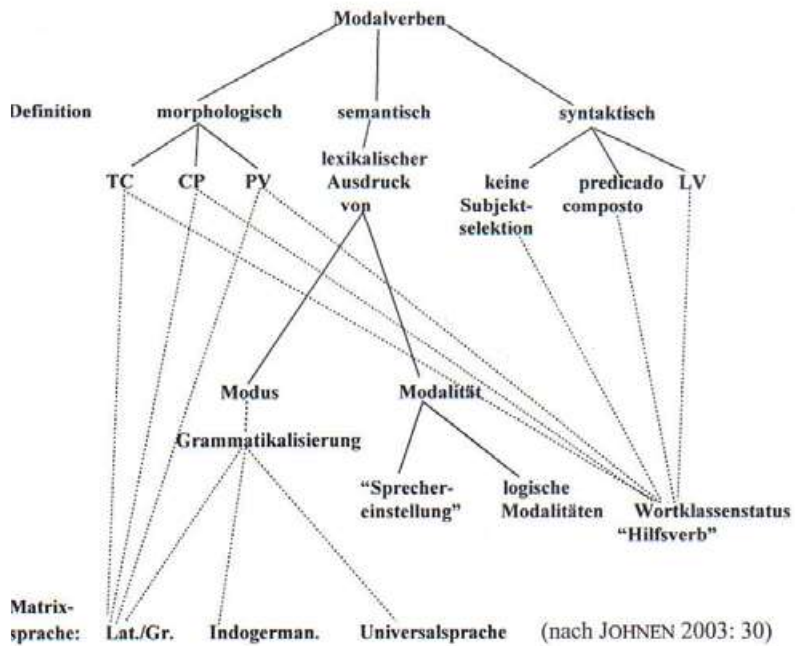 Modalverben
Definition morphologisch semantisch syntaktisch
TC CP PV lexikalischer Ausdruck von keine Subjekt- selektion predicado composto LV
Modus Modalität
Grammatikalisierung
“Sprecher- einstellung” logische Modalitäten Wortklassenstatus “Hilfsverb”
Matrix-
sprache: Lat./Gr. Indogerman. Universalsprache (nach JOHNEN 2003: 30)